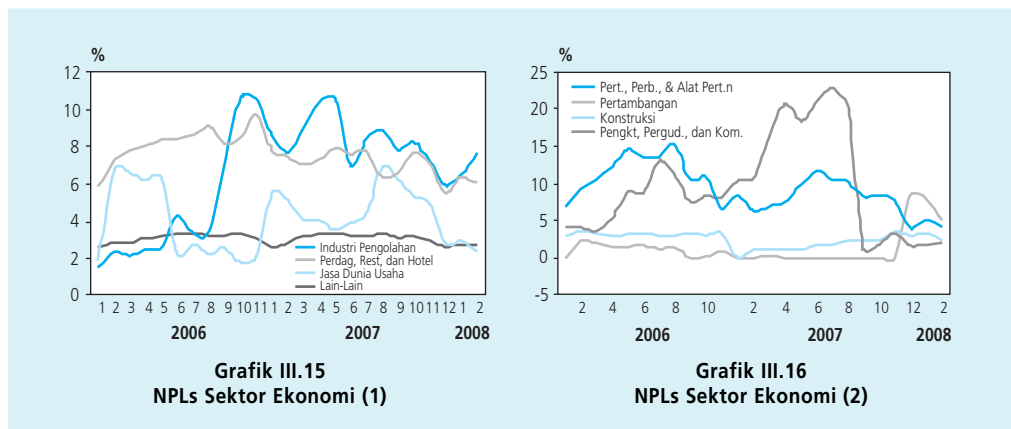 %
12
10
8
6
4
2
0
Industri Pengolahan
Perdag, Rest, dan Hotel
Jasa Dunia Usaha
Lain-Lain
1 2 3 4 5 6 7 8 9 10 11 1 2 3 4 5 6 7 8 9 10 11 12 1 2
2006 2007 2008
Grafik III.15
NPLs Sektor Ekonomi (1)
%
25
20
15
10
5
0
-5
Pert., Perb., & Alat Pert.n
Pertambangan
Konstruksi
Pengkt, Pergud., dan Kom.
2 4 6 8 10 2 4 6 8 10 12 2
2006 2007 2008
Grafik III.16
NPLs Sektor Ekonomi (2)